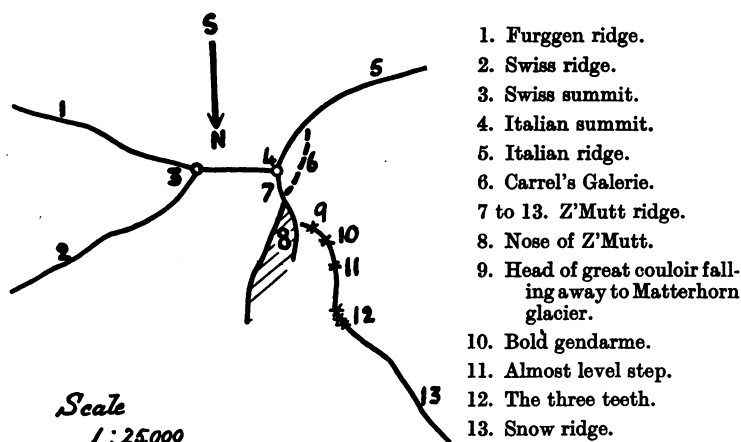 S
N
1
2
3
4
5
6
7
8
9
10
11
12
13
Scale
1:25000
1. Furggen ridge.
2. Swiss ridge.
3. Swiss summit.
4. Italian summit.
5. Italian ridge.
6. Carrel's Galerie.
7 to 13. Z'Mutt ridge.
8. Nose of Z'Mutt.
9. Head of great couloir fall-
ing away to Matterhorn
glacier.
10. Bold gendarme.
11. Almost level step.
12. The three teeth.
13. Snow ridge.